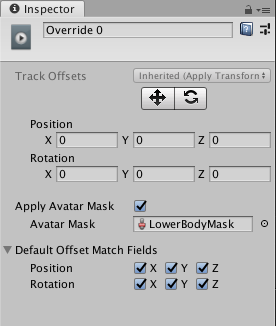 Inspector
Override 0
Track Offsets Inherited (Apply Transform
Position
X 0 Y 0 Z 0
Rotation
X 0 Y 0 Z 0
Apply Avatar Mask
Avatar Mask LowerBodyMask
Default Offset Match Fields
Position X Y Z
Rotation X Y Z